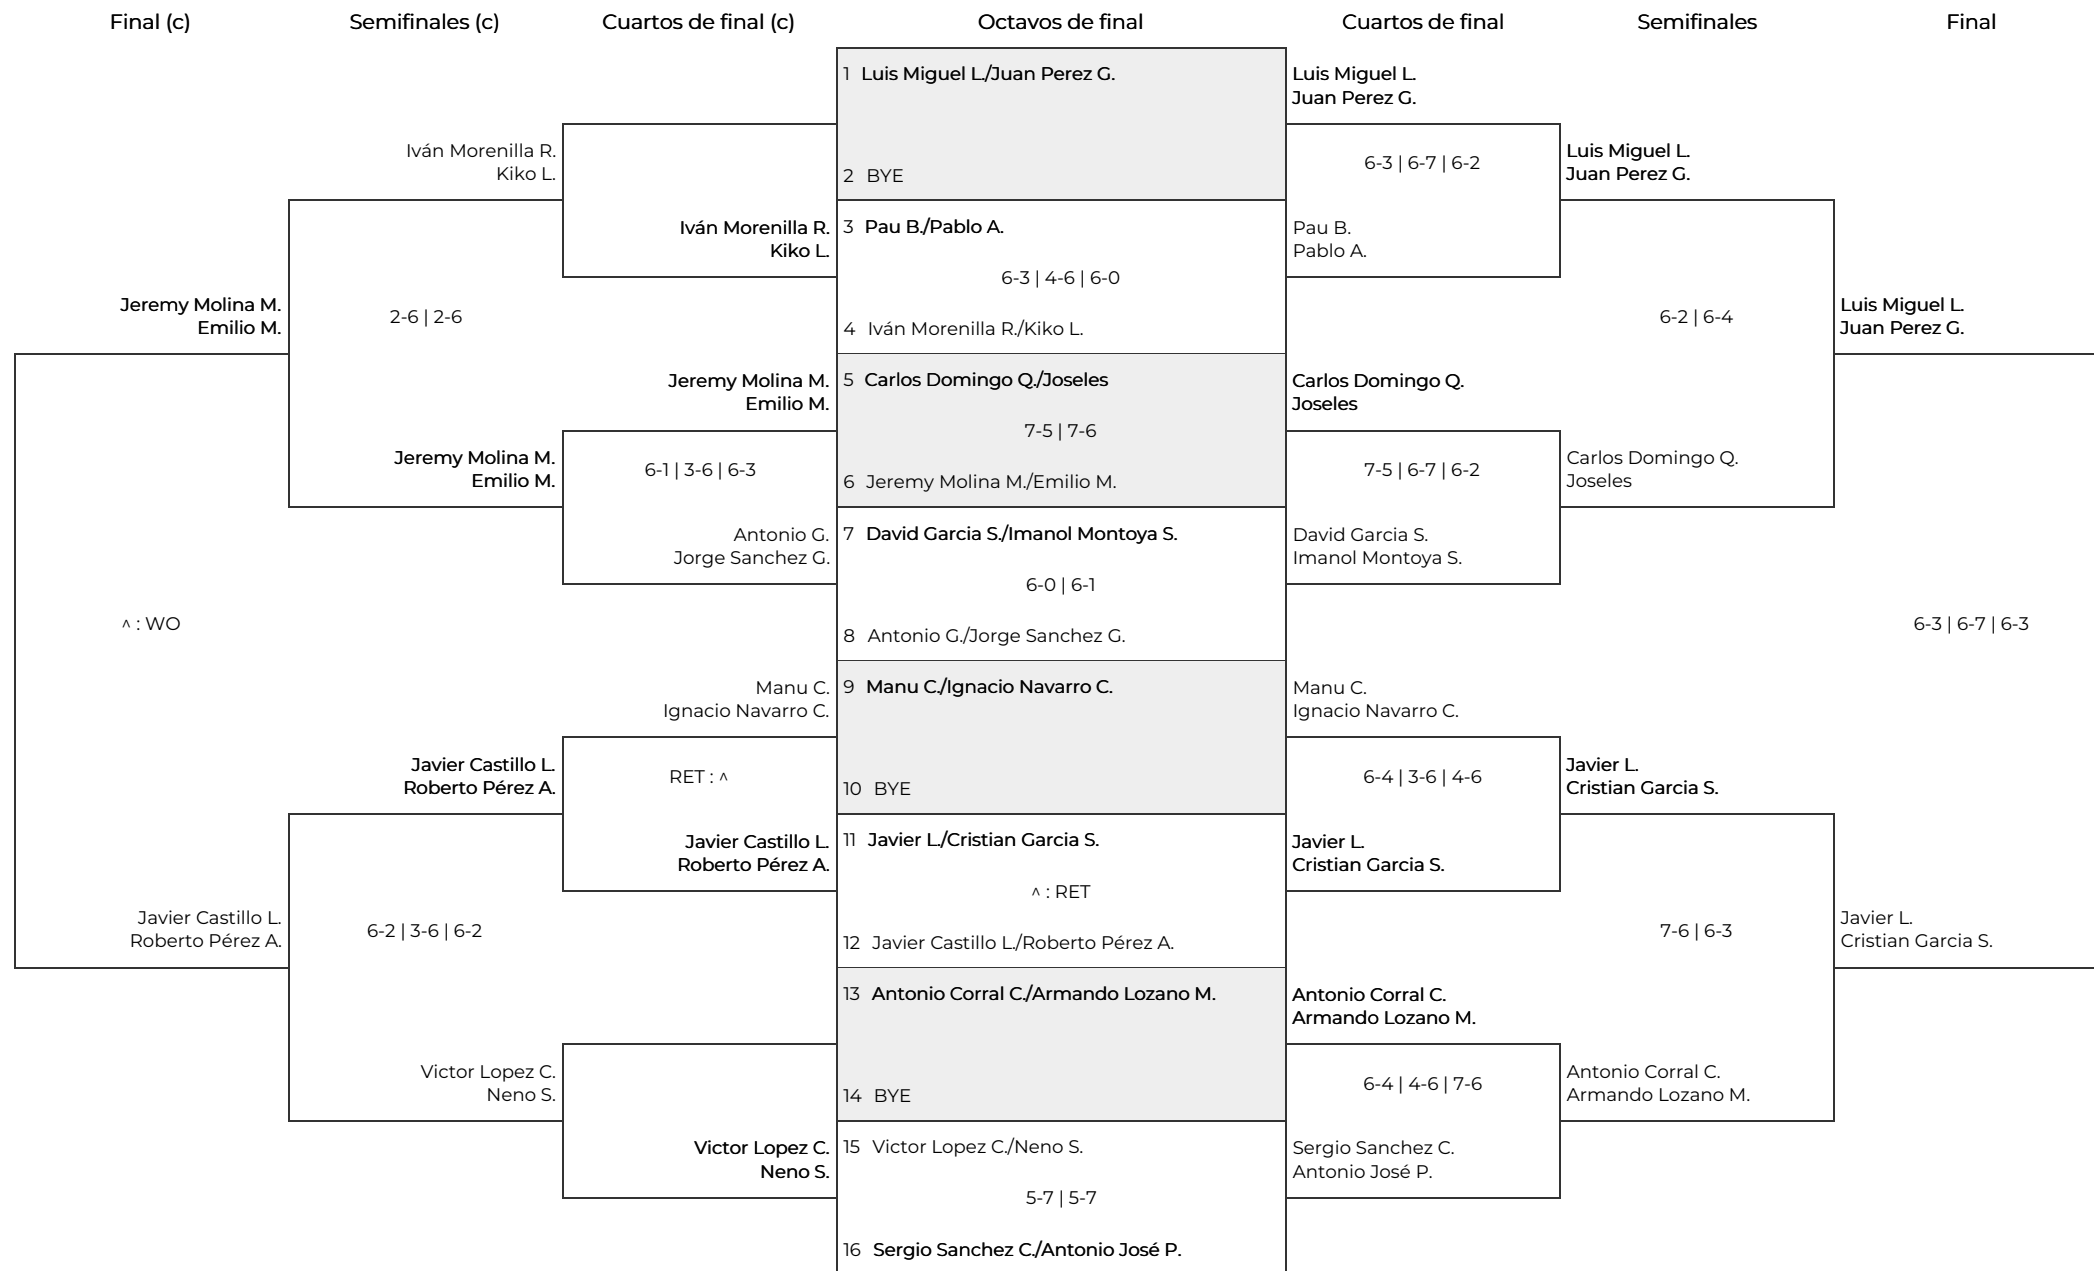 Final (c)
Semifinales (c)
Cuartos de final (c)
Octavos de final
Cuartos de final
Semifinales
Final
Jeremy Molina M.
Emilio M.
^ : WO
Javier Castillo L.
Roberto Pérez A.
Iván Morenilla R.
Kiko L.
2-6 | 2-6
Jeremy Molina M.
Emilio M.
Javier Castillo L.
Roberto Pérez A.
6-2 | 3-6 | 6-2
Victor Lopez C.
Neno S.
Iván Morenilla R.
Kiko L.
Jeremy Molina M.
Emilio M.
6-1 | 3-6 | 6-3
Antonio G.
Jorge Sanchez G.
Manu C.
Ignacio Navarro C.
RET : ^
Javier Castillo L.
Roberto Pérez A.
Victor Lopez C.
Neno S.
1 Luis Miguel L./Juan Perez G.
2 BYE
3 Pau B./Pablo A.
6-3 | 4-6 | 6-0
4 Iván Morenilla R./Kiko L.
5 Carlos Domingo Q./Joseles
7-5 | 7-6
6 Jeremy Molina M./Emilio M.
7 David Garcia S./Imanol Montoya S.
6-0 | 6-1
8 Antonio G./Jorge Sanchez G.
9 Manu C./Ignacio Navarro C.
10 BYE
11 Javier L./Cristian Garcia S.
^ : RET
12 Javier Castillo L./Roberto Pérez A.
13 Antonio Corral C./Armando Lozano M.
14 BYE
15 Victor Lopez C./Neno S.
5-7 | 5-7
16 Sergio Sanchez C./Antonio José P.
Luis Miguel L.
Juan Perez G.
6-3 | 6-7 | 6-2
Pau B.
Pablo A.
Carlos Domingo Q.
Joseles
7-5 | 6-7 | 6-2
David Garcia S.
Imanol Montoya S.
Manu C.
Ignacio Navarro C.
6-4 | 3-6 | 4-6
Javier L.
Cristian Garcia S.
Antonio Corral C.
Armando Lozano M.
6-4 | 4-6 | 7-6
Sergio Sanchez C.
Antonio José P.
Luis Miguel L.
Juan Perez G.
6-2 | 6-4
Carlos Domingo Q.
Joseles
Javier L.
Cristian Garcia S.
7-6 | 6-3
Antonio Corral C.
Armando Lozano M.
Luis Miguel L.
Juan Perez G.
6-3 | 6-7 | 6-3
Javier L.
Cristian Garcia S.